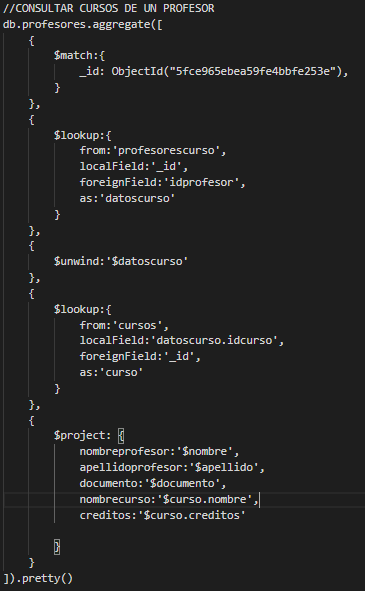 //CONSULTAR CURSOS DE UN PROFESOR
db.profesores.aggregate([
    {
        $match:{
            _id: ObjectId("5fce965ebea59fe4bbfe253e"),
        }
    },
    {
        $lookup:{
            from:'profesorescurso',
            localField:'_id',
            foreignField:'idprofesor',
            as:'datoscurso'
        }
    },
    {
        $unwind:'$datoscurso'
    },
    {
        $lookup:{
            from:'cursos',
            localField:'datoscurso.idcurso',
            foreignField:'_id',
            as:'curso'
        }
    },
    {
        $project: {
            nombreprofesor:'$nombre',
            apellidoprofesor:'$apellido',
            documento:'$documento',
            nombrecurso:'$curso.nombre',
            creditos:'$curso.creditos'

        }
    }
]).pretty()